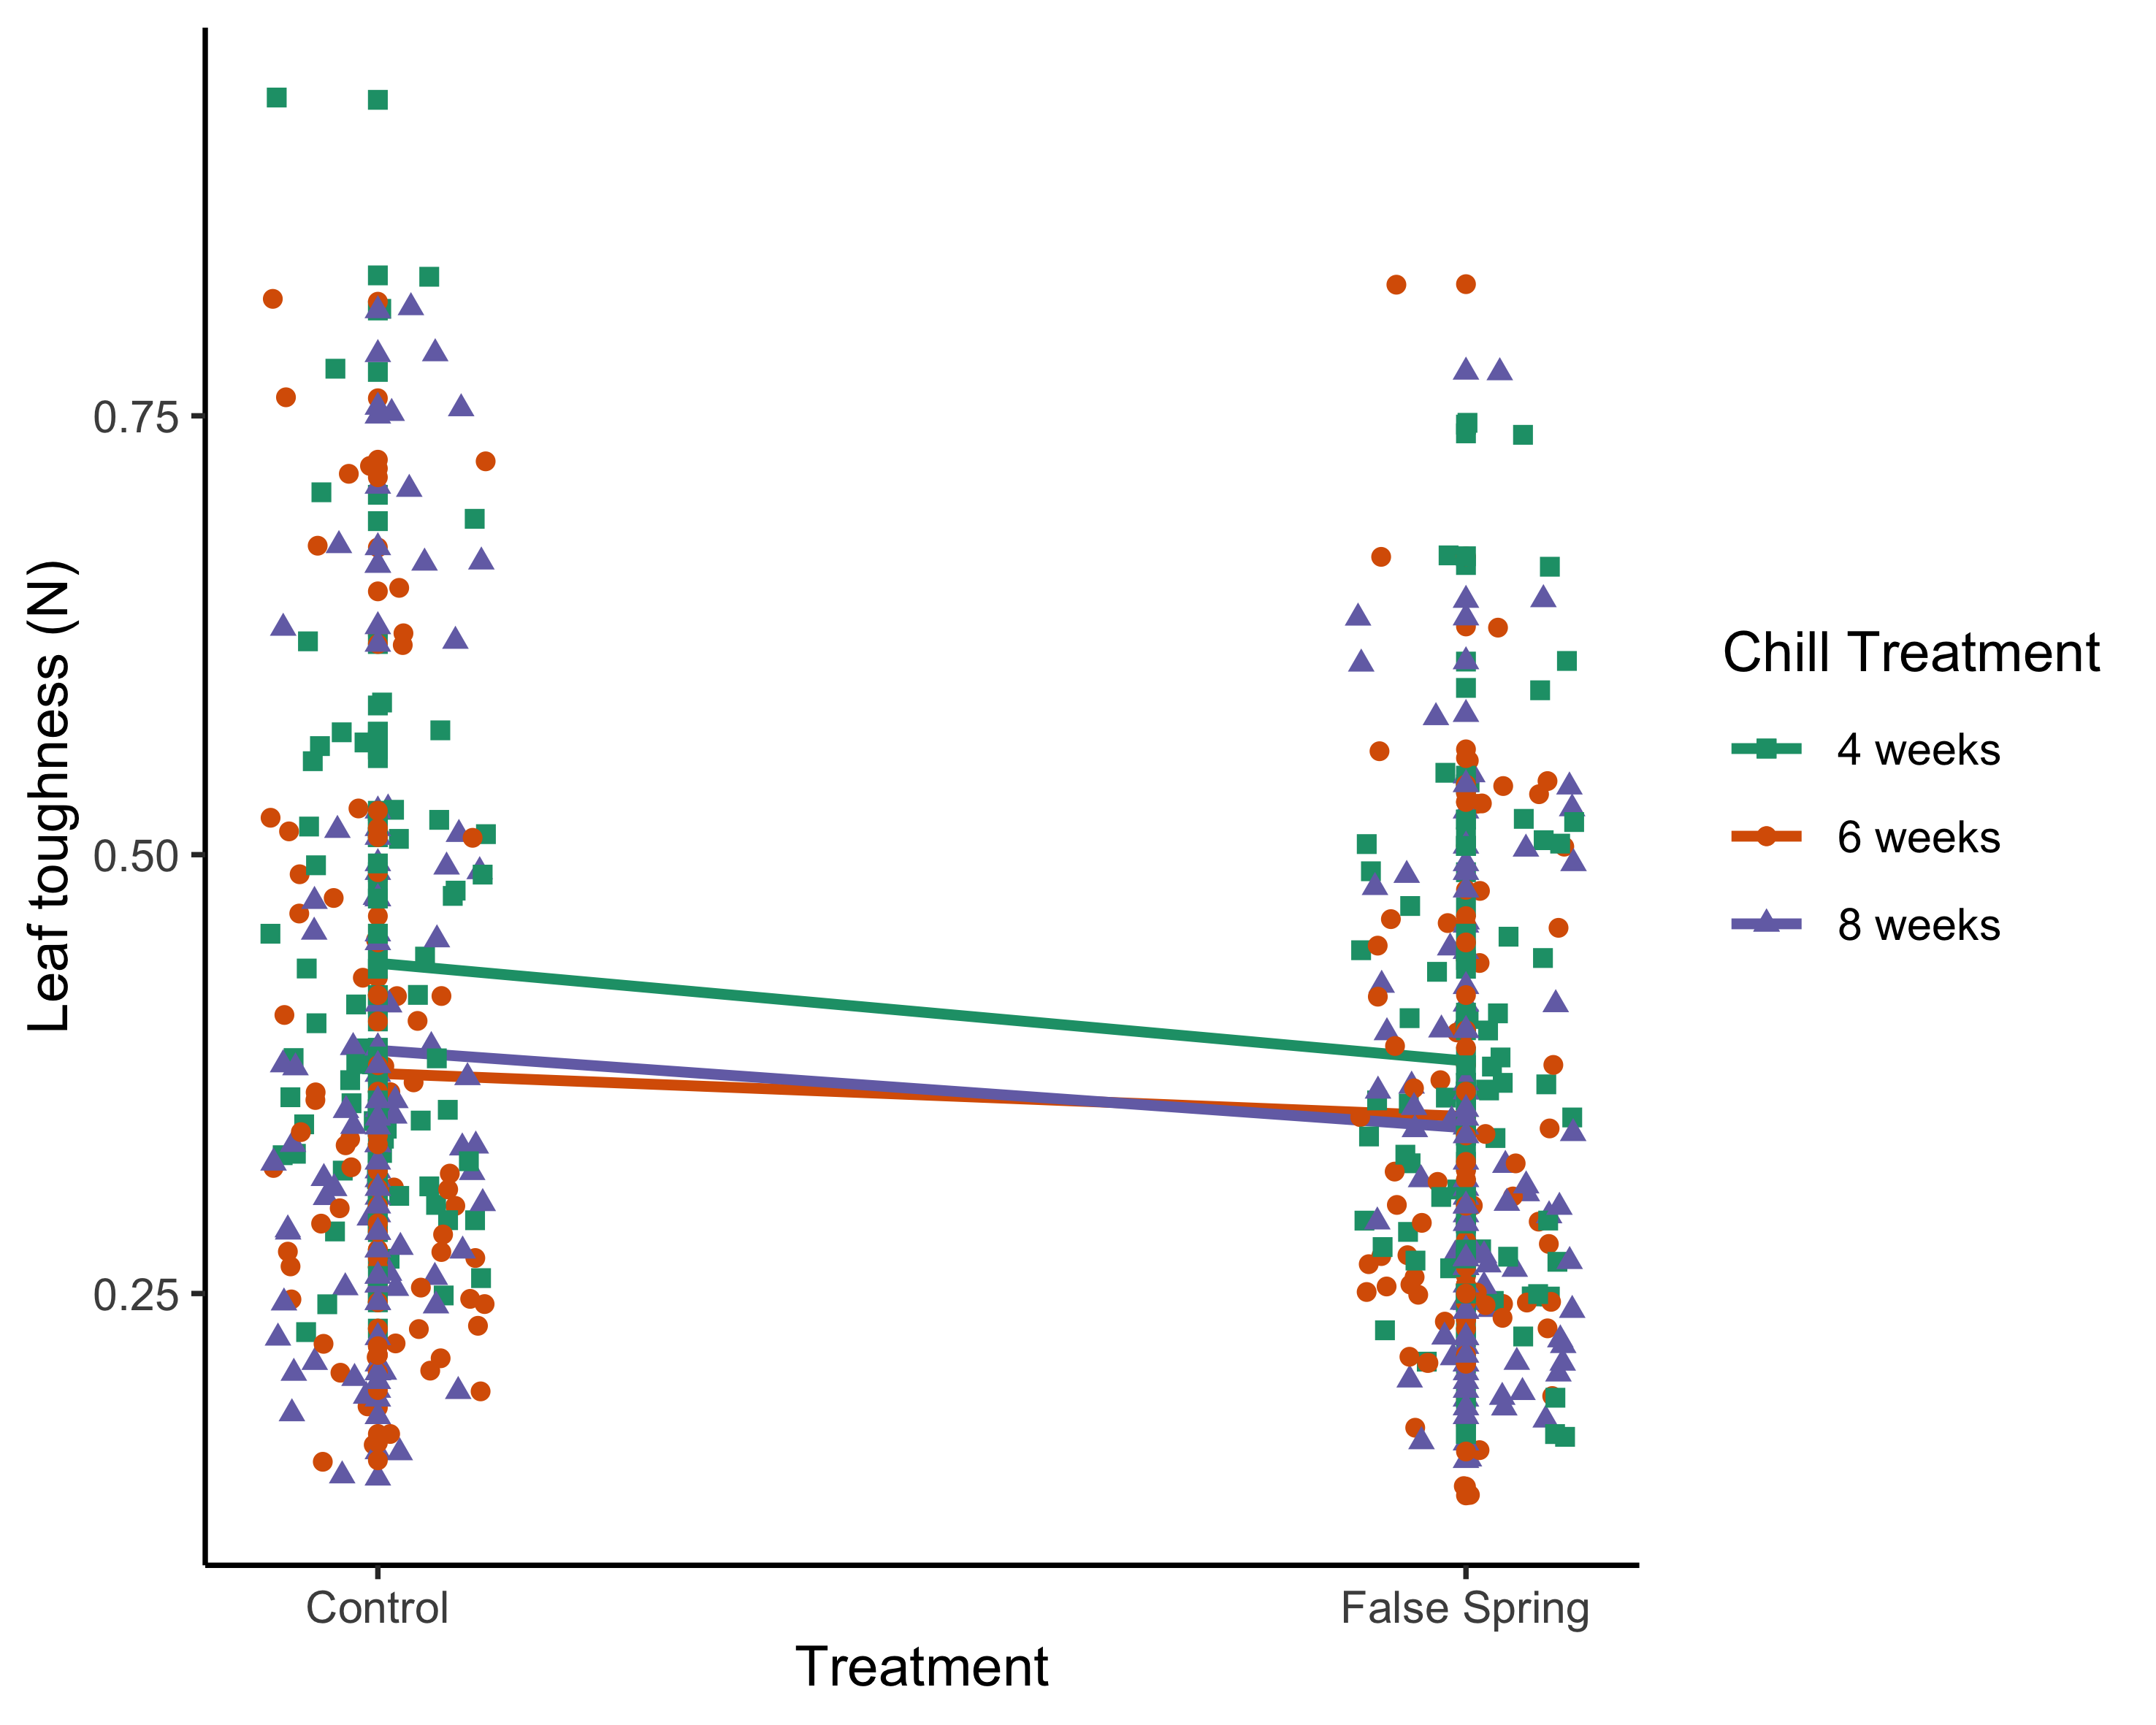 Leaf toughness (N)
0.75
0.50
0.25
Control
False Spring
Treatment
Chill Treatment
4 weeks
6 weeks
8 weeks